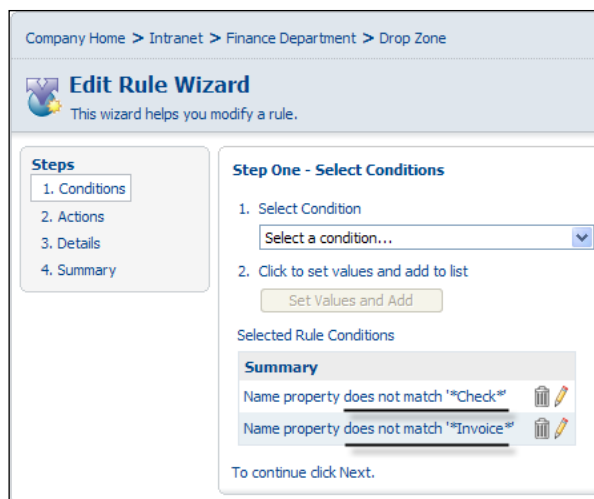 Company Home > Intranet > Finance Department > Drop Zone
Edit Rule Wizard
This wizard helps you modify a rule.
Steps
1. Conditions
2. Actions
3. Details
4. Summary
Step One - Select Conditions
1. Select Condition
Select a condition...
2. Click to set values and add to list
Set Values and Add
Selected Rule Conditions
Summary
Name property does not match '*Check*'
Name property does not match '*Invoice*'
To continue click Next.